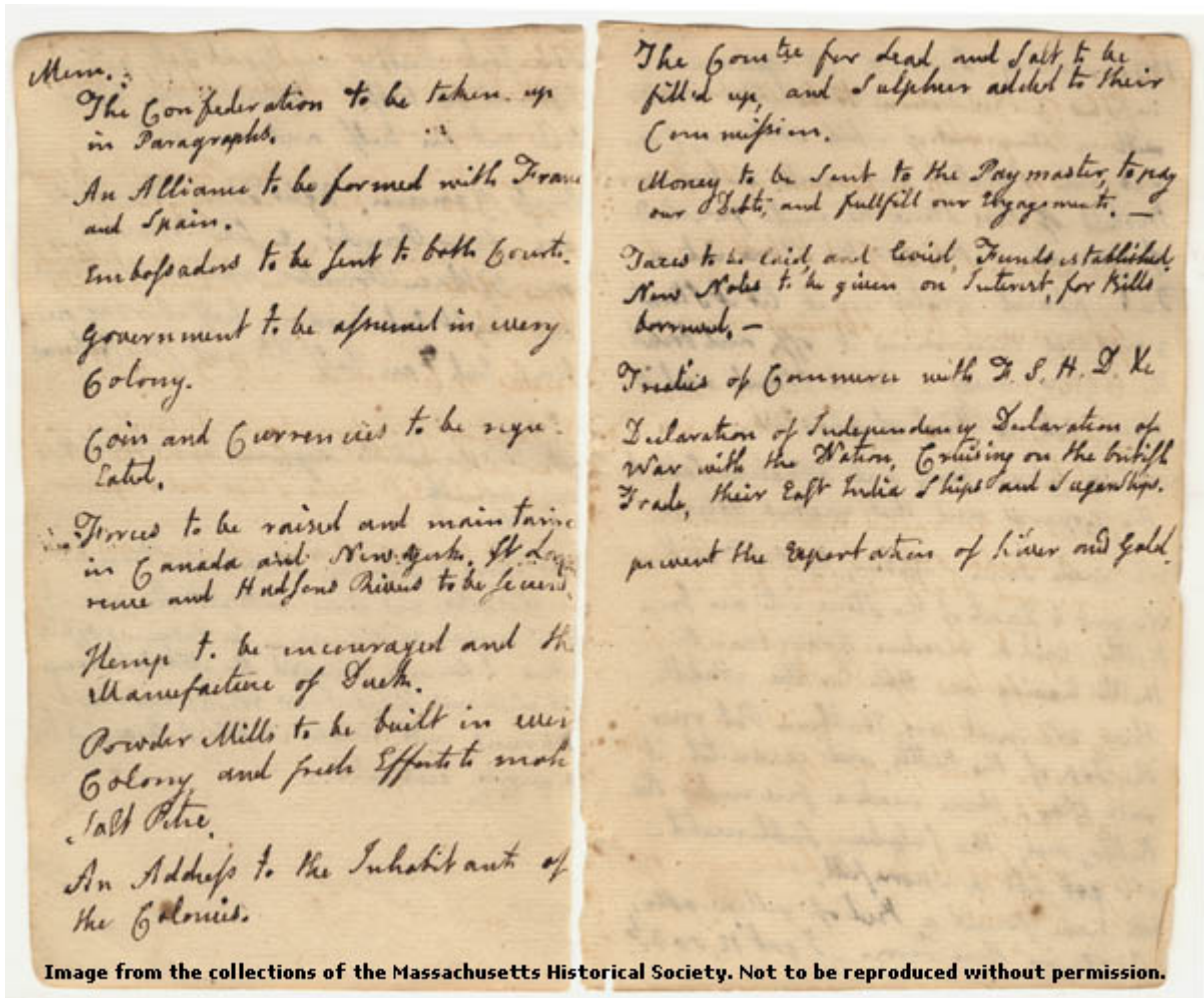 Mem.
The Confederation to be taken up
in Paragraphs.
An Alliance to be formed with France
and Spain.
Embassadors to be sent to both Courts.
Government to be assumed in every
Colony.
Coin and Currencies to be regu-
lated.
Forces to be raised and maintained
in Canada and New York. St. Law-
rence and Hudsons Rivers to be secured.
Hemp to be encouraged and the
Manufacture of Duck.
Powder Mills to be built in every
Colony, and fresh Efforts to make
Salt Petre.
An Address to the Inhabitants of
the Colonies.
The Comtee for Lead and Salt, to be
fill'd up, and Sulphur added to their
Commission.
Money to be sent to the Paymaster, to pay
our Debts, and fullfill our Engagements. —
Taxes to be laid, and levied, Funds established.
New Notes to be given on Interest, for Bills
borrowed. —
Treaties of Commerce with F. S. H. D. &c
Declaration of Independency, Declaration of
War with the Nation, Cruising on the british
Trade, their East India Ships and Sugar Ships.
prevent the Exportation of Silver and Gold.
Image from the collections of the Massachusetts Historical Society. Not to be reproduced without permission.